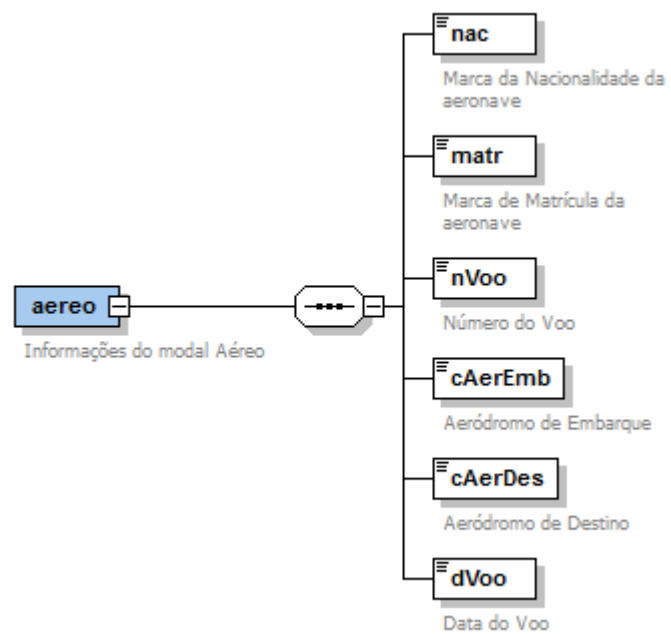 nac
Marca da Nacionalidade da
aeronave
matr
Marca de Matrícula da
aeronave
aereo
Informações do modal Aéreo
nVoo
Número do Voo
cAerEmb
Aeródromo de Embarque
cAerDes
Aeródromo de Destino
dVoo
Data do Voo